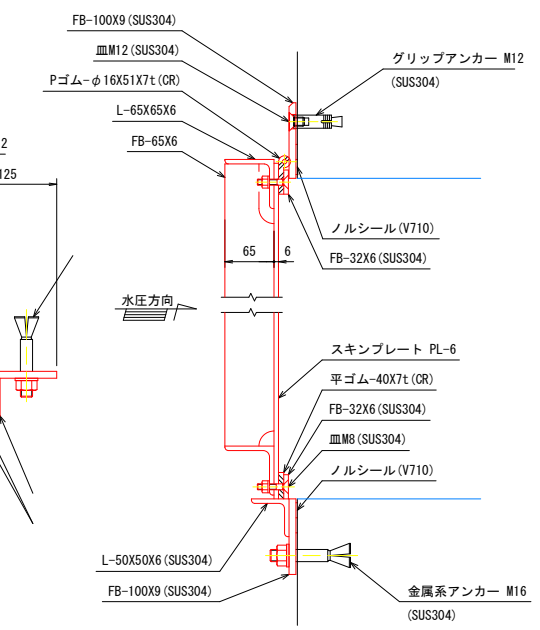 FB-100X9(SUS304)
皿M12(SUS304)
Pゴム-φ16X51X7t(CR)
L-65X65X6
FB-65X6
グリップアンカー M12
(SUS304)
2
125
ノルシール(V710)
FB-32X6(SUS304)
65
6
水圧方向
スキンプレート PL-6
平ゴム-40X7t(CR)
FB-32X6(SUS304)
皿M8(SUS304)
ノルシール(V710)
L-50X50X6(SUS304)
FB-100X9(SUS304)
金属系アンカー M16
(SUS304)